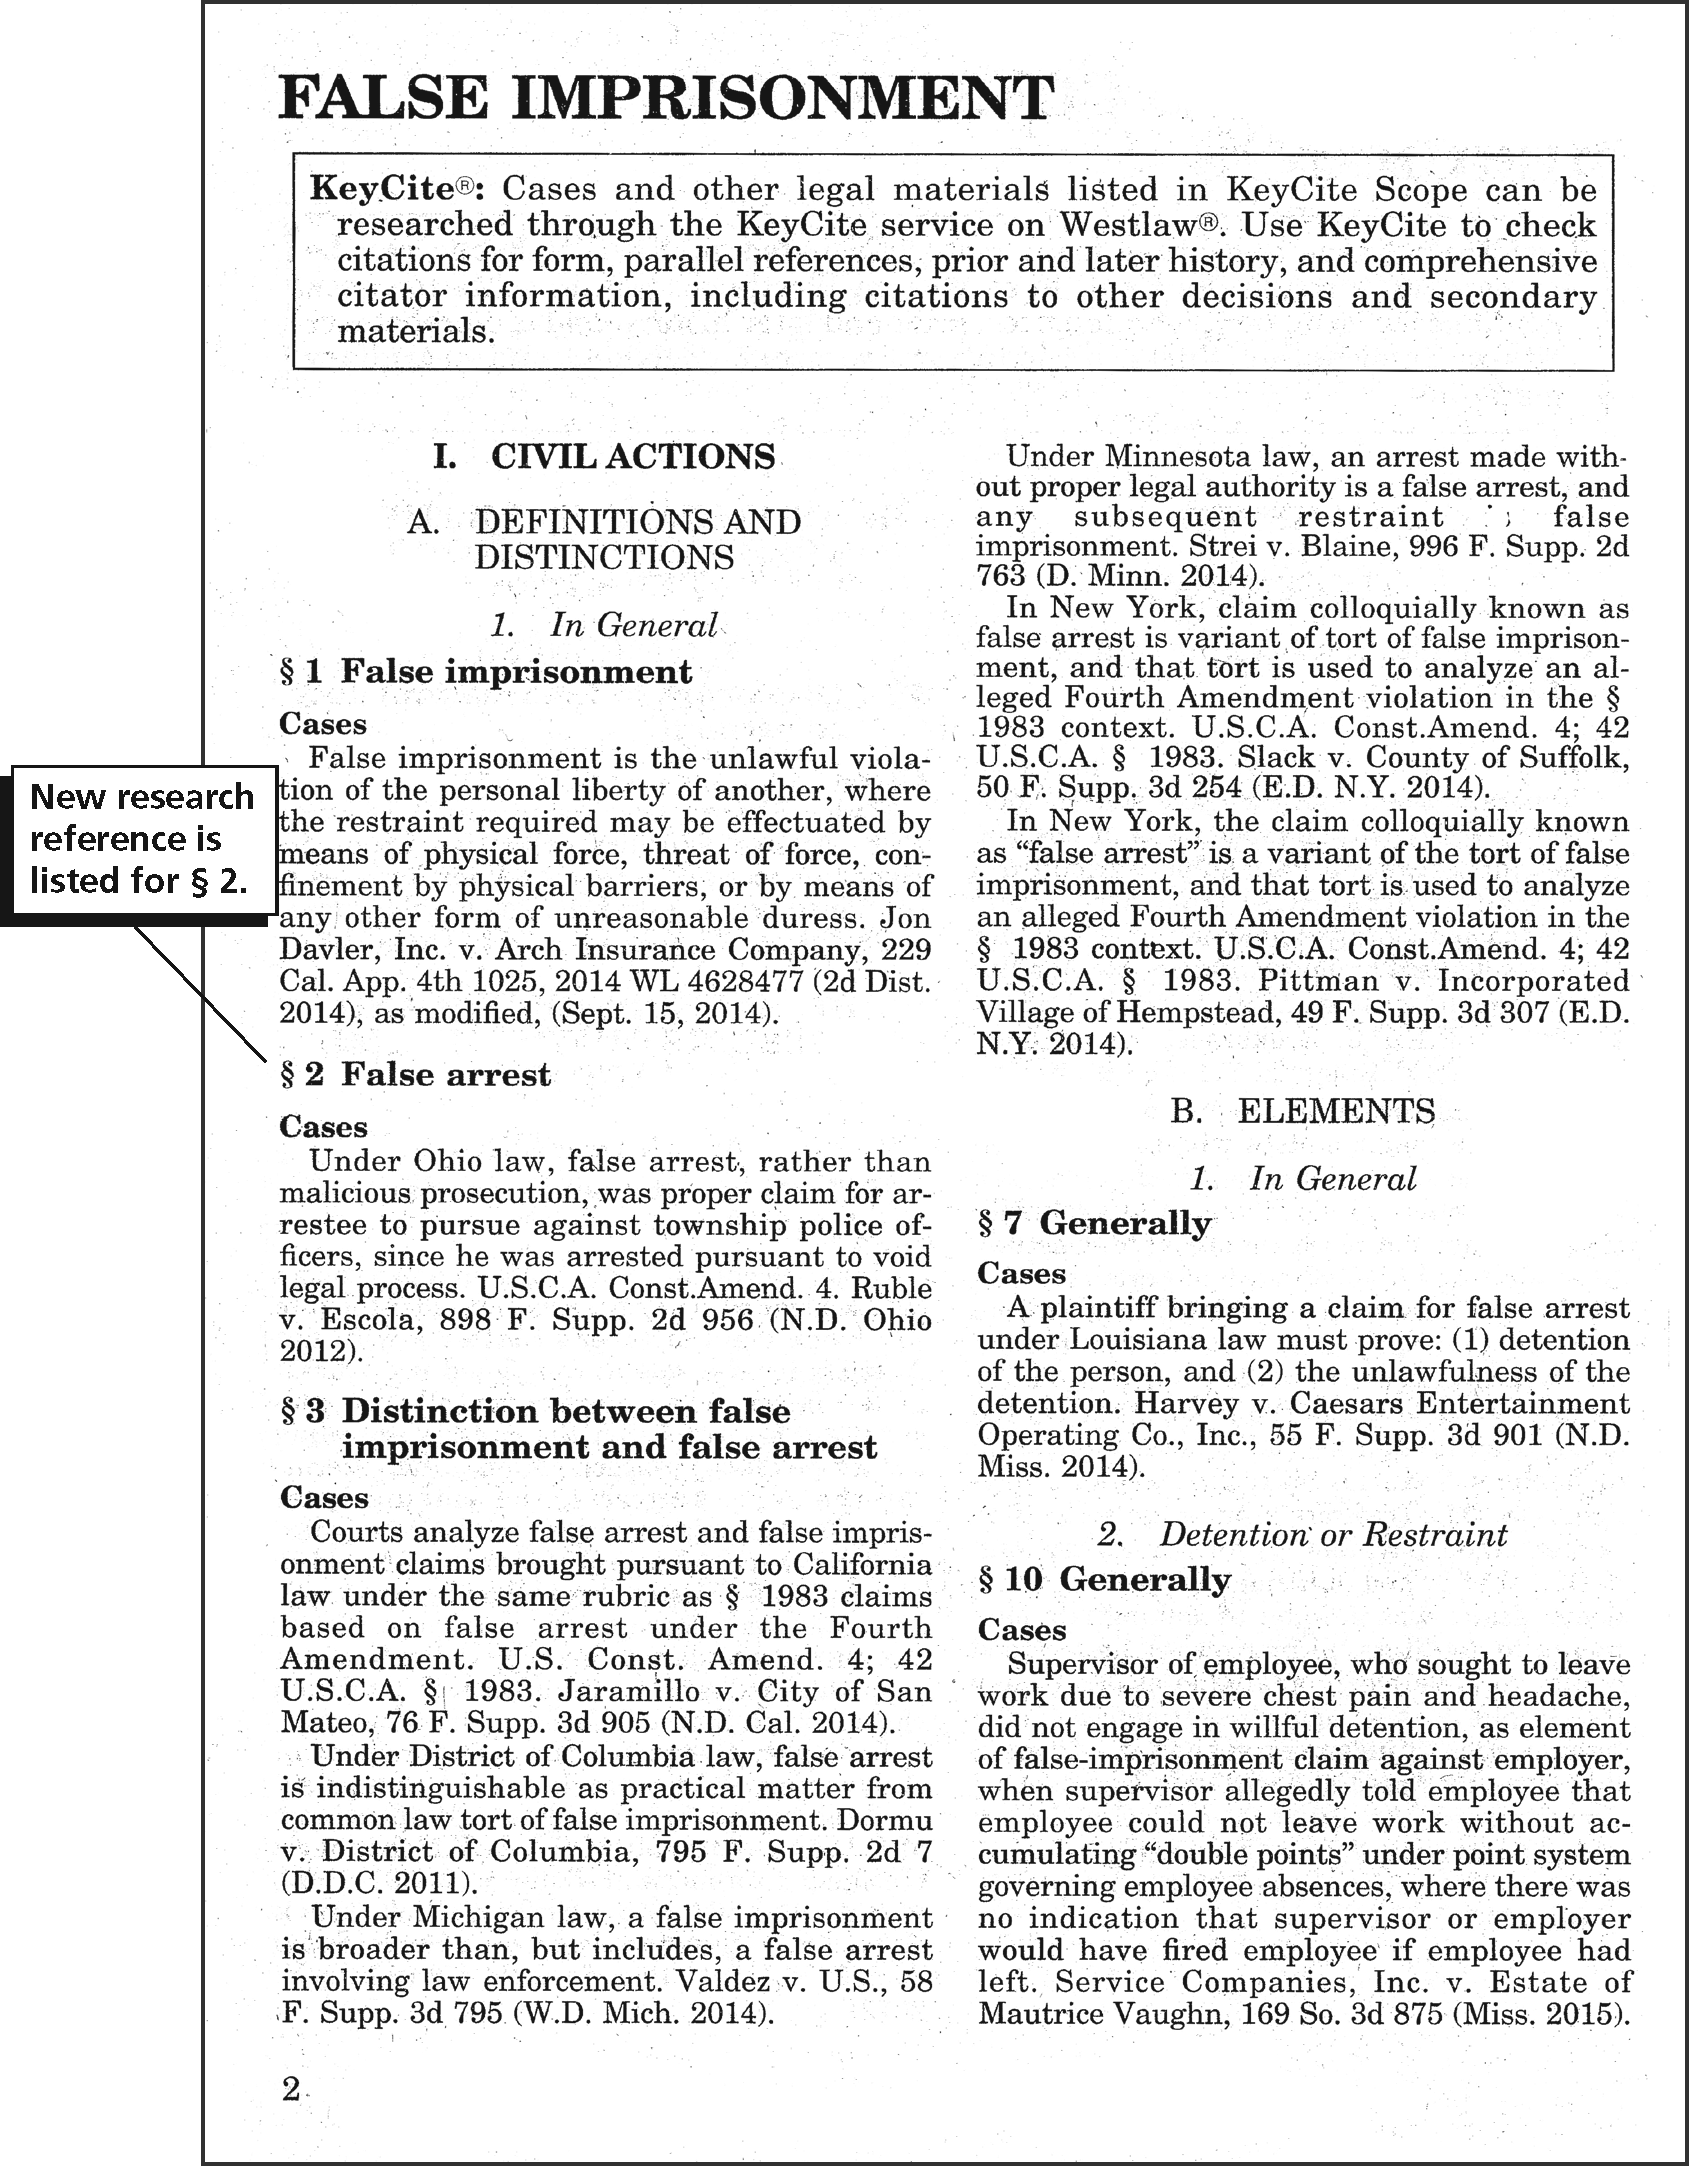 FALSE IMPRISONMENT
KeyCite®: Cases and other legal materials listed in KeyCite Scope can be
researched through the KeyCite service on Westlaw®. Use KeyCite to check
citations for form, parallel references, prior and later history, and comprehensive
citator information, including citations to other decisions and secondary
materials.
I. CIVIL ACTIONS
A. DEFINITIONS AND
DISTINCTIONS
1. In General
§ 1 False imprisonment
Cases
False imprisonment is the unlawful viola-
tion of the personal liberty of another, where
the restraint required may be effectuated by
means of physical force, threat of force, con-
finement by physical barriers, or by means of
any other form of unreasonable duress. Jon
Davler, Inc. v. Arch Insurance Company, 229
Cal. App. 4th 1025, 2014 WL 4628477 (2d Dist.
2014), as modified, (Sept. 15, 2014).
New research
reference is
listed for § 2.
§ 2 False arrest
Cases
Under Ohio law, false arrest, rather than
malicious prosecution, was proper claim for ar-
restee to pursue against township police of-
ficers, since he was arrested pursuant to void
legal process. U.S.C.A. Const.Amend. 4. Ruble
v. Escola, 898 F. Supp. 2d 956 (N.D. Ohio
2012).
§ 3 Distinction between false
imprisonment and false arrest
Cases
Courts analyze false arrest and false impris-
onment claims brought pursuant to California
law under the same rubric as § 1983 claims
based on false arrest under the Fourth
Amendment. U.S. Const. Amend. 4; 42
U.S.C.A. § 1983. Jaramillo v. City of San
Mateo, 76 F. Supp. 3d 905 (N.D. Cal. 2014).
Under District of Columbia law, false arrest
is indistinguishable as practical matter from
common law tort of false imprisonment. Dormu
v. District of Columbia, 795 F. Supp. 2d 7
(D.D.C. 2011).
Under Michigan law, a false imprisonment
is broader than, but includes, a false arrest
involving law enforcement. Valdez v. U.S., 58
F. Supp. 3d 795 (W.D. Mich. 2014).
Under Minnesota law, an arrest made with-
out proper legal authority is a false arrest, and
any subsequent restraint false
imprisonment. Strei v. Blaine, 996 F. Supp. 2d
763 (D. Minn. 2014).
In New York, claim colloquially known as
false arrest is variant of tort of false imprison-
ment, and that tort is used to analyze an al-
leged Fourth Amendment violation in the §
1983 context. U.S.C.A. Const.Amend. 4; 42
U.S.C.A. § 1983. Slack v. County of Suffolk,
50 F. Supp. 3d 254 (E.D. N.Y. 2014).
In New York, the claim colloquially known
as “false arrest” is a variant of the tort of false
imprisonment, and that tort is used to analyze
an alleged Fourth Amendment violation in the
§ 1983 context. U.S.C.A. Const.Amend. 4; 42
U.S.C.A. § 1983. Pittman v. Incorporated
Village of Hempstead, 49 F. Supp. 3d 307 (E.D.
N.Y. 2014).
B. ELEMENTS
1. In General
§ 7 Generally
Cases
A plaintiff bringing a claim for false arrest
under Louisiana law must prove: (1) detention
of the person, and (2) the unlawfulness of the
detention. Harvey v. Caesars Entertainment
Operating Co., Inc., 55 F. Supp. 3d 901 (N.D.
Miss. 2014).
2. Detention or Restraint
§ 10 Generally
Cases
Supervisor of employee, who sought to leave
work due to severe chest pain and headache,
did not engage in willful detention, as element
of false-imprisonment claim against employer,
when supervisor allegedly told employee that
employee could not leave work without ac-
cumulating “double points” under point system
governing employee absences, where there was
no indication that supervisor or employer
would have fired employee if employee had
left. Service Companies, Inc. v. Estate of
Mautrice Vaughn, 169 So. 3d 875 (Miss. 2015).
2